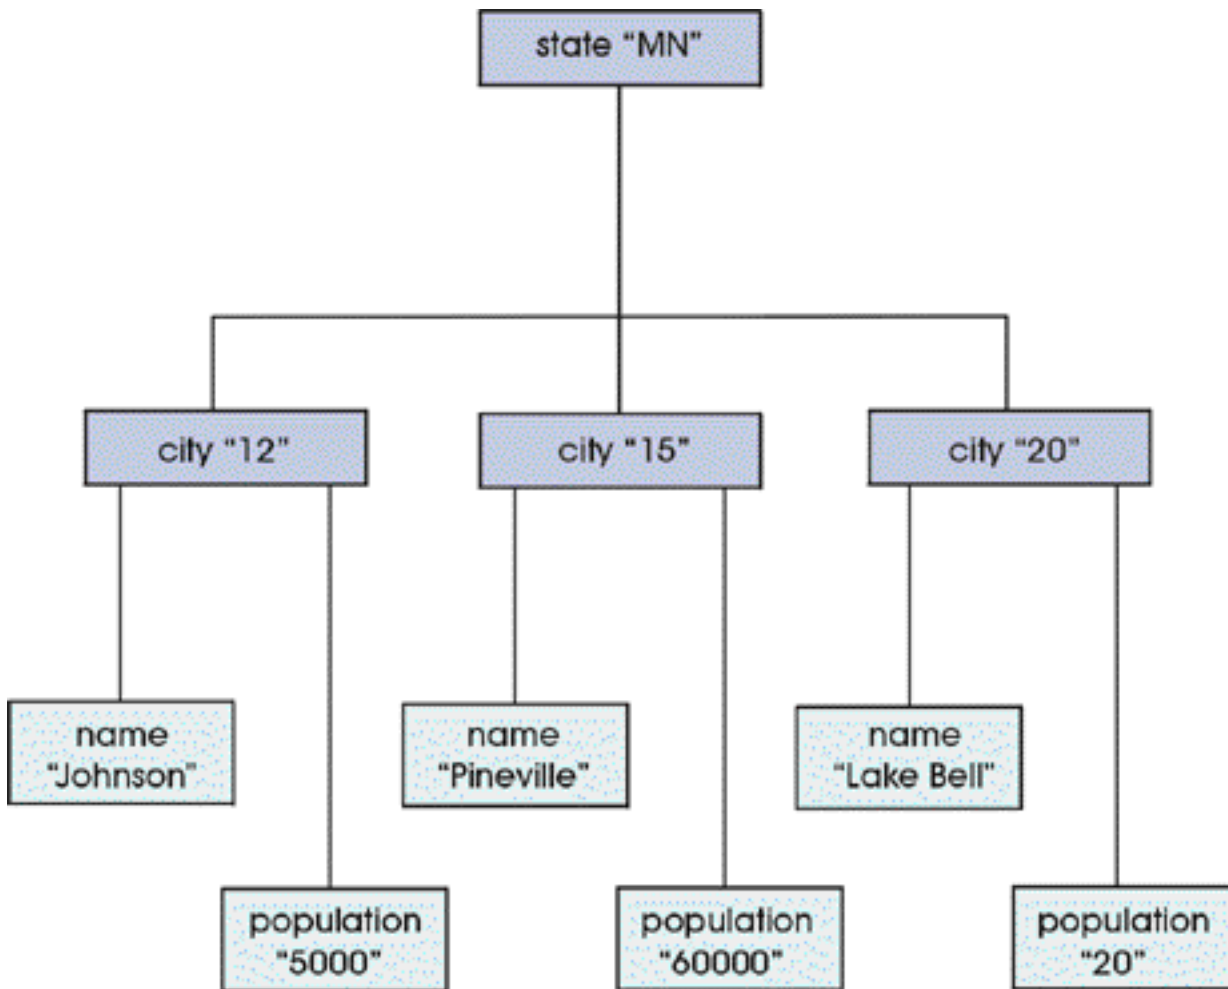 state “MN”
city “12”
city “15”
city “20”
name
“Johnson”
name
“Pineville”
name
“Lake Bell”
population
“5000”
population
“60000”
population
“20”